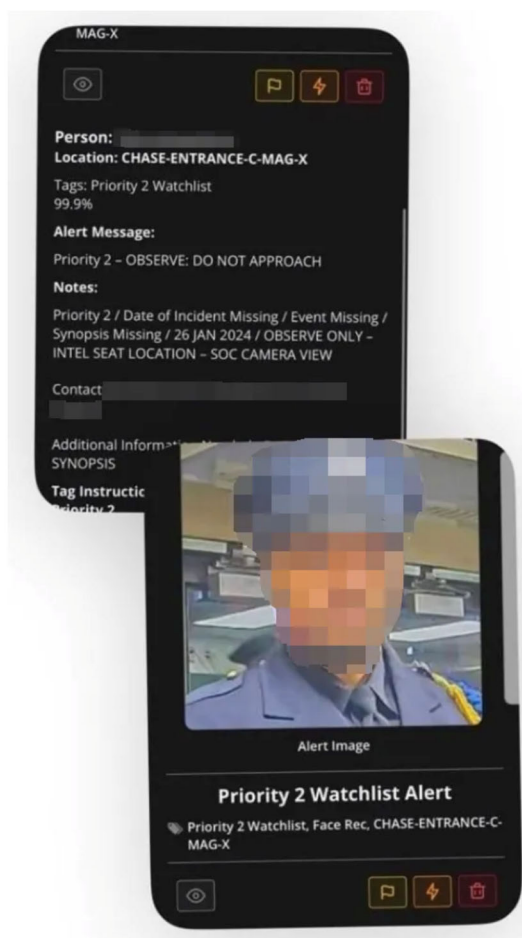 MAG-X
Person:
Location: CHASE-ENTRANCE-C-MAG-X
Tags: Priority 2 Watchlist
99.9%
Alert Message:
Priority 2 – OBSERVE: DO NOT APPROACH
Notes:
Priority 2 / Date of Incident Missing / Event Missing /
Synopsis Missing / 26 JAN 2024 / OBSERVE ONLY –
INTEL SEAT LOCATION – SOC CAMERA VIEW
Contact
Additional
SYNOPSIS
Tag
Priority 2
Alert Image
Priority 2 Watchlist Alert
Priority 2 Watchlist, Face Rec, CHASE-ENTRANCE-C-
MAG-X